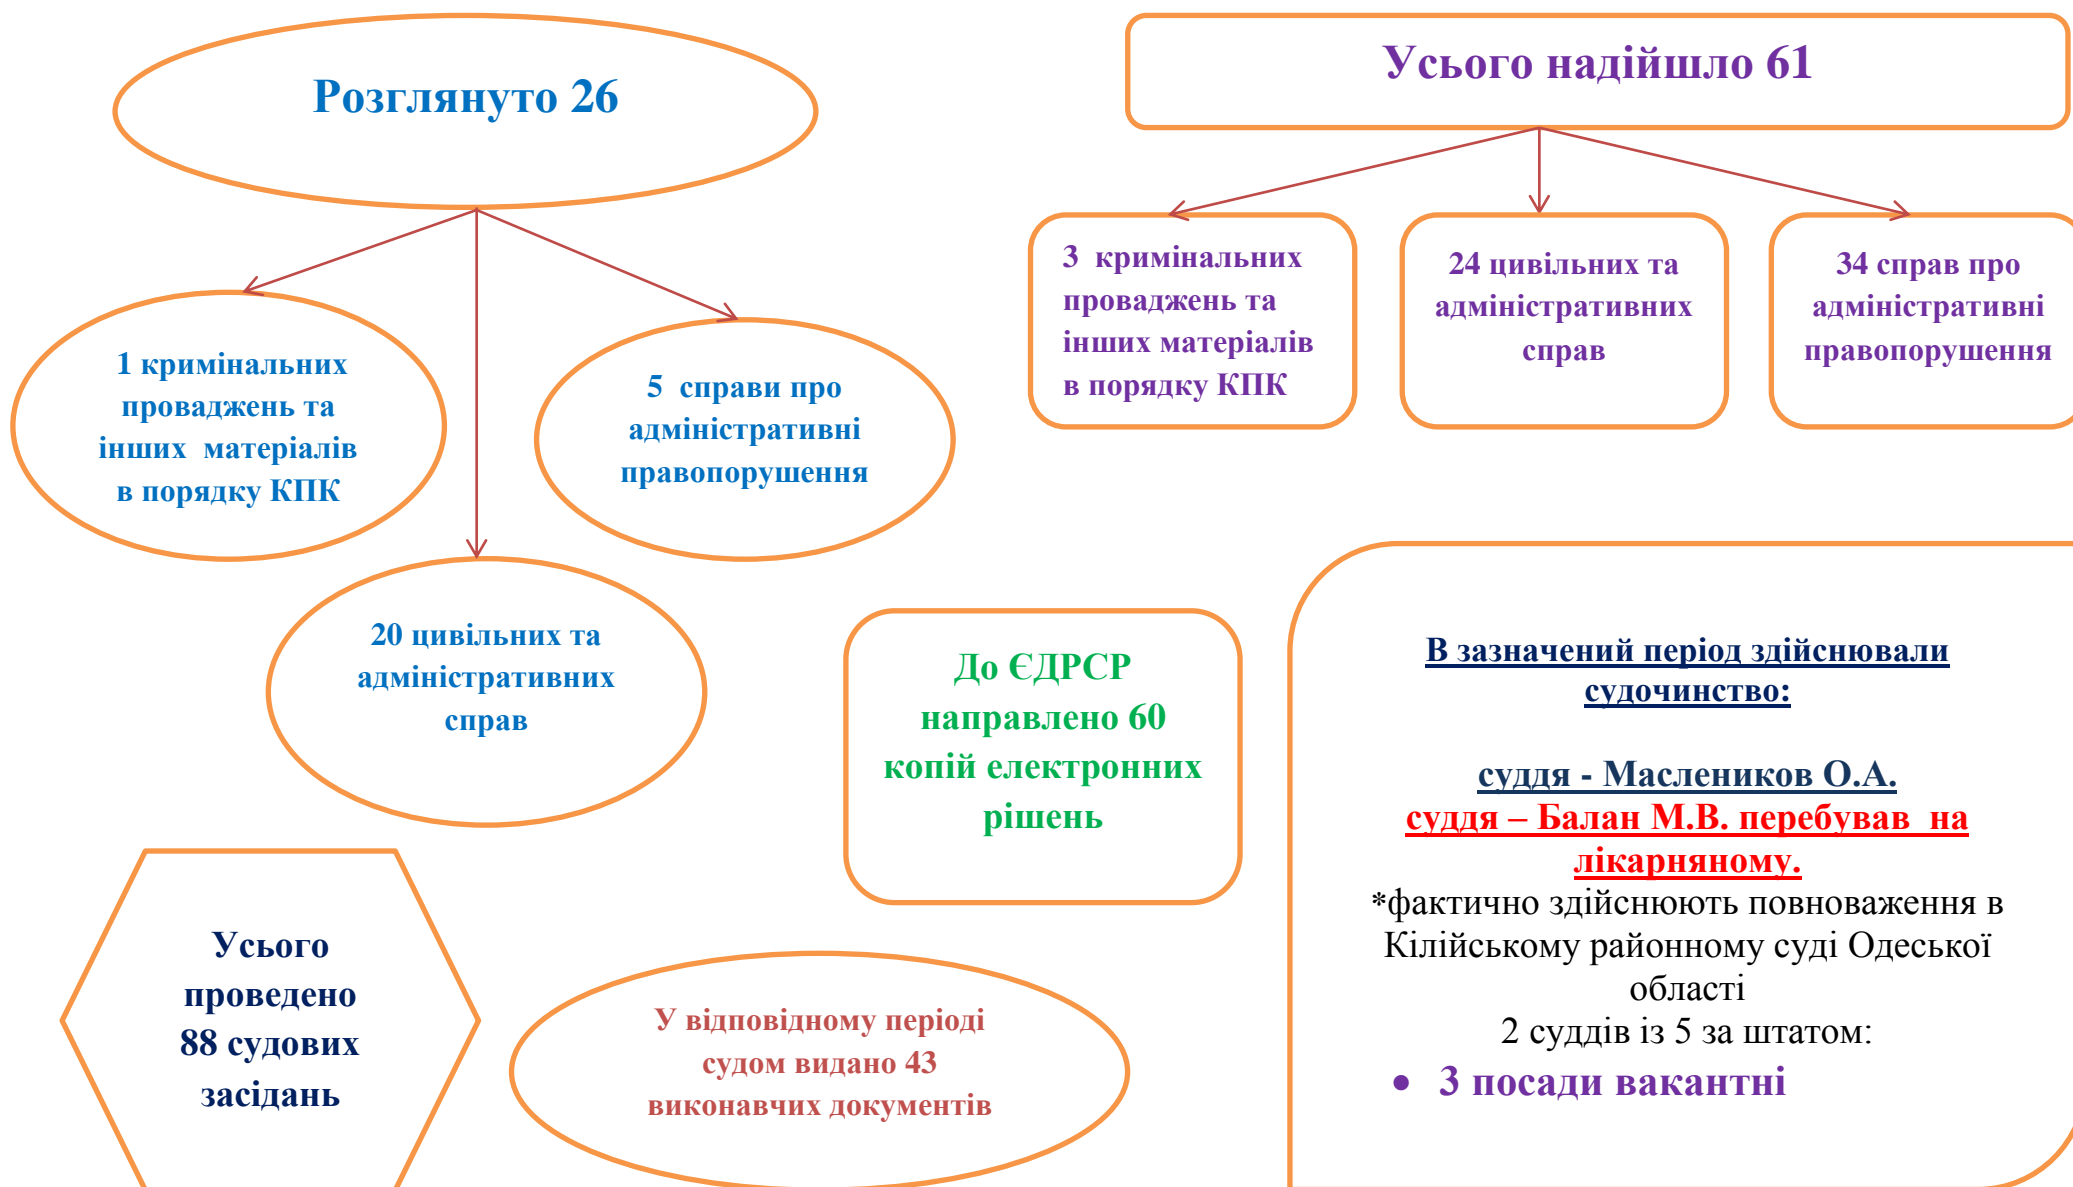 Розглянуто 26
Усього надійшло 61
1 кримінальних
проваджень та
інших матеріалів
в порядку КПК
5 справи про
адміністративні
правопорушення
20 цивільних та
адміністративних
справ
3 кримінальних
проваджень та
інших матеріалів
в порядку КПК
24 цивільних та
адміністративних
справ
34 справ про
адміністративні
правопорушення
До ЄДРСР
направлено 60
копій електронних
рішень
В зазначений період здійснювали
судочинство:
суддя - Маслеников О.А.
суддя – Балан М.В. перебував на
лікарняному.
*фактично здійснюють повноваження в
Кілійському районному суді Одеської
області
2 суддів із 5 за штатом:
• 3 посади вакантні
Усього
проведено
88 судових
засідань
У відповідному періоді
судом видано 43
виконавчих документів